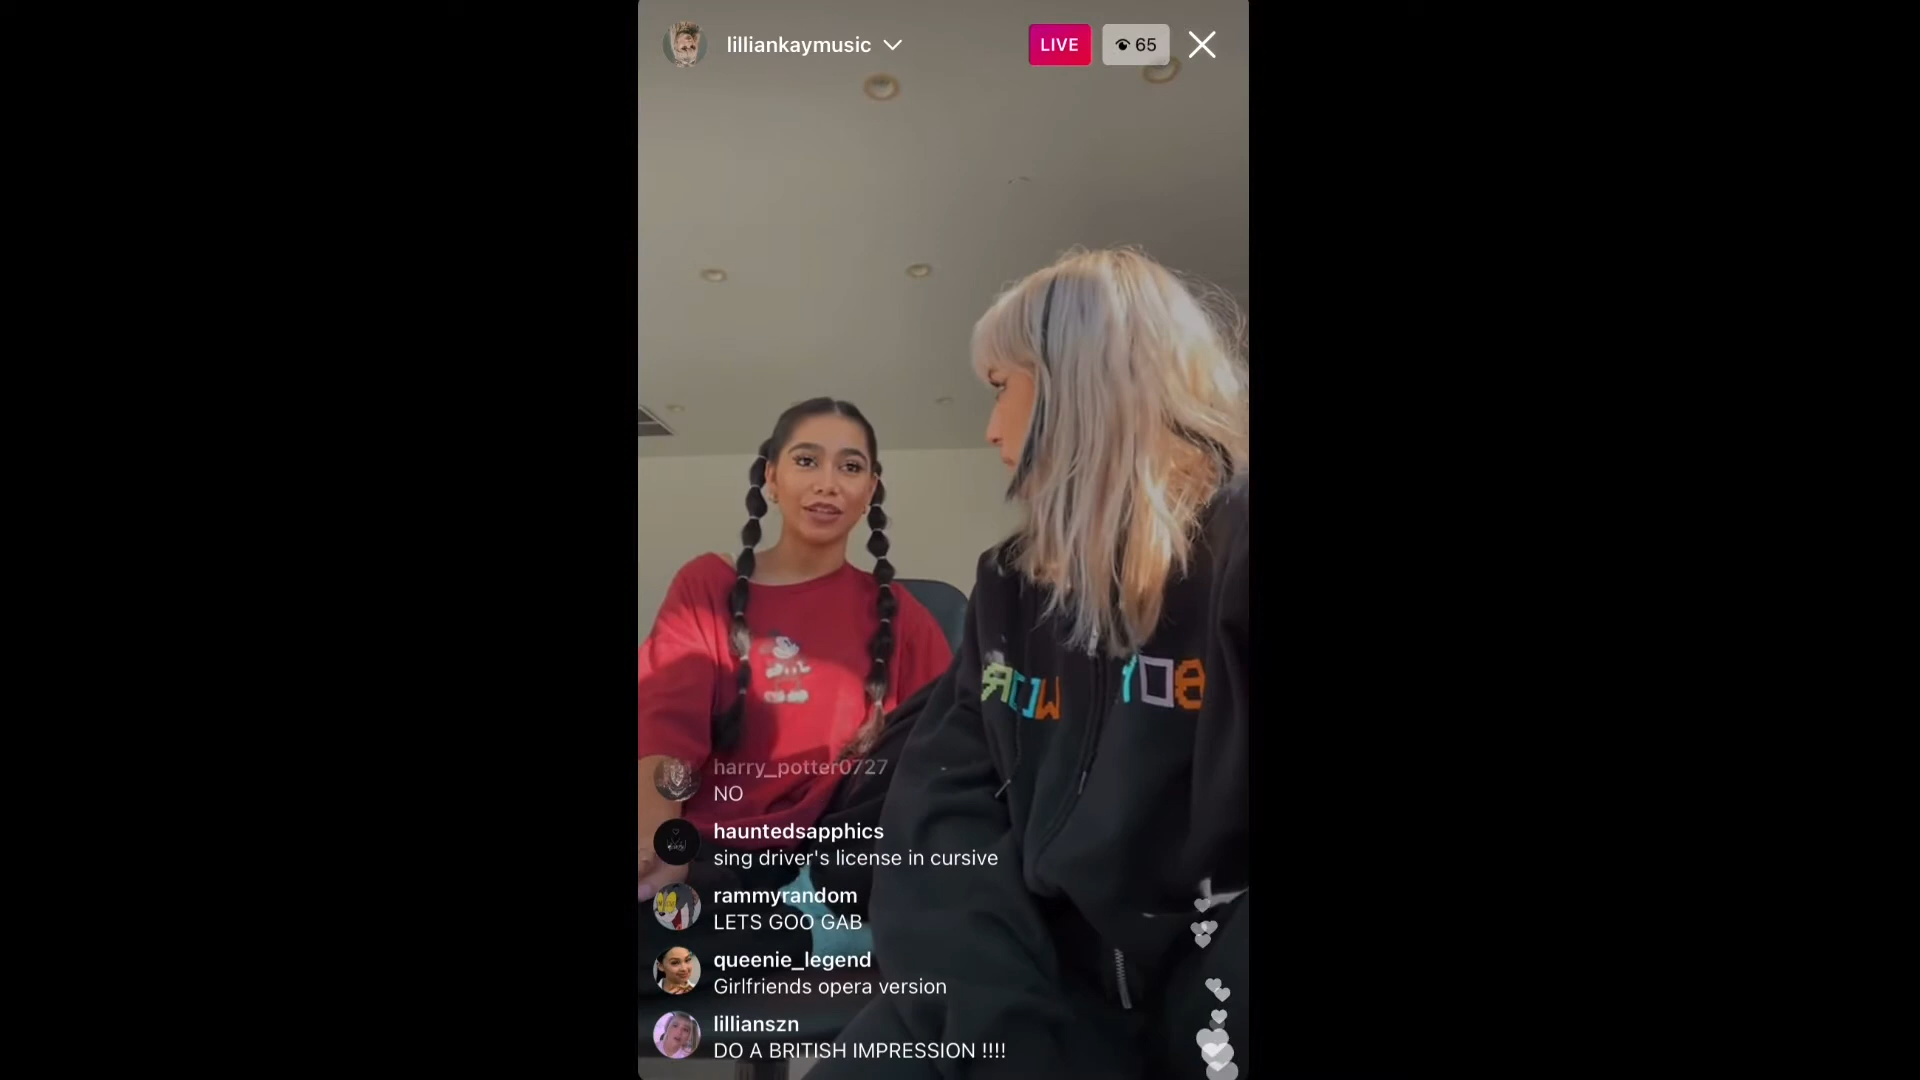 lilliankaymusic
LIVE
65
harry_potter0727
NO
hauntedsapphics
sing driver's license in cursive
rammyrandom
LETS GOO GAB
queenie_legend
Girlfriends opera version
lillianszn
DO A BRITISH IMPRESSION !!!!